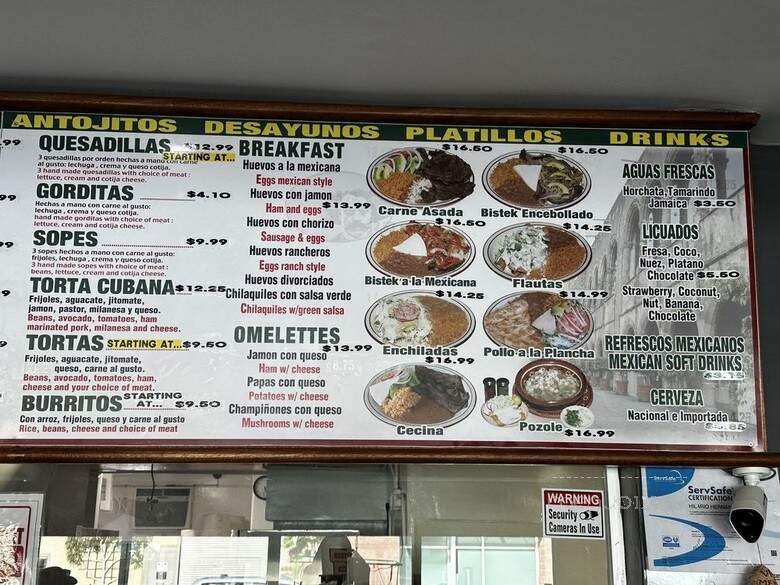 ANTOJITOS DESAYUNOS PLATILLOS DRINKS
99
QUESADILLAS $12.99
STARTING AT...
3 quesadillas por orden hechas a mano con carne
al gusto: lechuga , crema y queso cotija.
3 hand made quesadillas with choice of meat :
lettuce, cream and cotija cheese.
GORDITAS $4.10
Hechas a mano con carne al gusto:
lechuga , crema y queso cotija.
made gorditas with choice of meat :
lettuce, cream and cotija cheese.
SOPES $9.99
3 sopes hechos a mano con carne al gusto:
frijoles, lechuga , crema y queso cotija.
3 hand made sopes with choice of meat :
beans, lettuce, cream and cotija cheese.
TORTA CUBANA $12.25
Frijoles, aguacate, jitomate,
jamon, pastor, milanesa y queso.
Beans, avocado, tomatoes, ham
marinated pork, milanesa and cheese.
TORTAS STARTING AT...$9.50
Frijoles, aguacate, jitomate,
queso, carne al gusto.
Beans, avocado, tomatoes, ham,
cheese and your choice of meat.
BURRITOS STARTING AT... $9.50
Con arroz, frijoles, queso y carne al gusto
Rice, beans, cheese and choice of meat
BREAKFAST
Huevos a la mexicana
Eggs mexican style
Huevos con jamon
Ham and eggs $13.99
Huevos con chorizo
Sausage & eggs
Huevos rancheros
Eggs ranch style
Huevos divorciados
Chilaquiles con salsa verde
Chilaquiles w/green salsa
OMELETTES
$13.99
Jamon con queso
Ham w/ cheese
Papas con queso
Potatoes w/ cheese
Champiñones con queso
Mushrooms w/ cheese
$16.50
Carne Asada
$16.50
Bistek Encebollado
$16.50
Bistek a la Mexicana
$14.25
Flautas
$14.25
Enchiladas
$14.99
Pollo a la Plancha
$16.99
Cecina
Pozole
$16.99
AGUAS FRESCAS
Horchata, Tamarindo
Jamaica $3.50
LICUADOS
Fresa, Coco,
Nuez, Platano
Chocolate $5.50
Strawberry, Coconut,
Nut, Banana,
Chocolate
REFRESCOS MEXICANOS
MEXICAN SOFT DRINKS
$3.75
CERVEZA
Nacional e Importada
WARNING
Security
Cameras In Use
ServSafe
ServSafe
CERTIFICATION